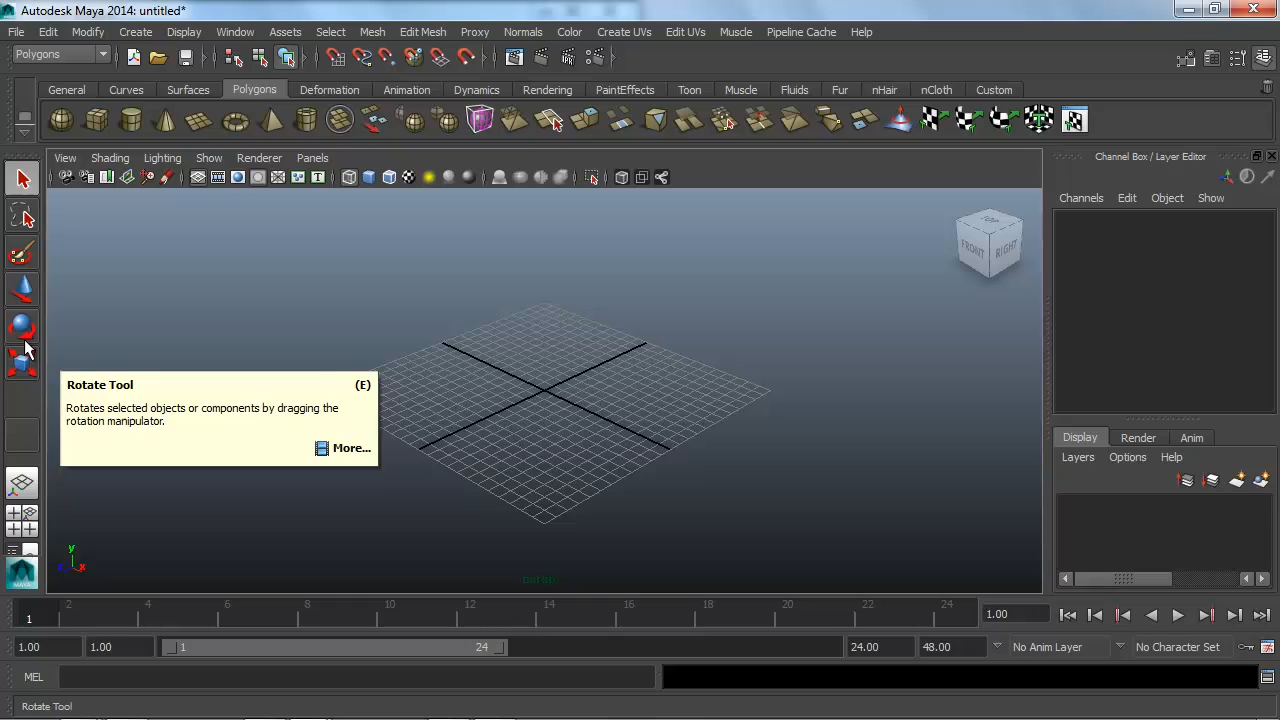 Autodesk Maya 2014: untitled*
File Edit Modify Create Display Window Assets Select Mesh Edit Mesh Proxy Normals Color Create UVs Edit UVs Muscle Pipeline Cache Help
Polygons
General Curves Surfaces Polygons Deformation Animation Dynamics Rendering PaintEffects Toon Muscle Fluids Fur nHair nCloth Custom
View Shading Lighting Show Renderer Panels
Channel Box / Layer Editor
Channels Edit Object Show
TOP
FRONT RIGHT
Rotate Tool (E)
Rotates selected objects or components by dragging the
rotation manipulator.
More...
Display Render Anim
Layers Options Help
y
z x
persp
MAYA
1 2 4 6 8 10 12 14 16 18 20 22 24 1.00
1.00 1.00 1 24 24.00 48.00 No Anim Layer No Character Set
MEL
Rotate Tool